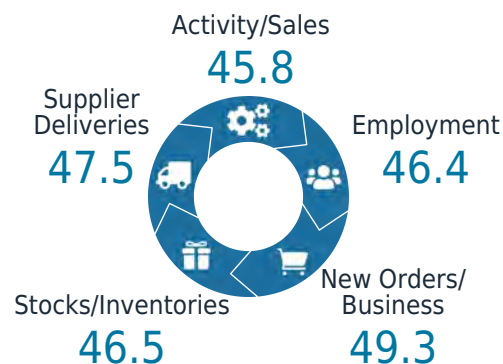 Activity/Sales
45.8
Supplier
Deliveries
47.5
Employment
46.4
Stocks/Inventories
46.5
New Orders/
Business
49.3